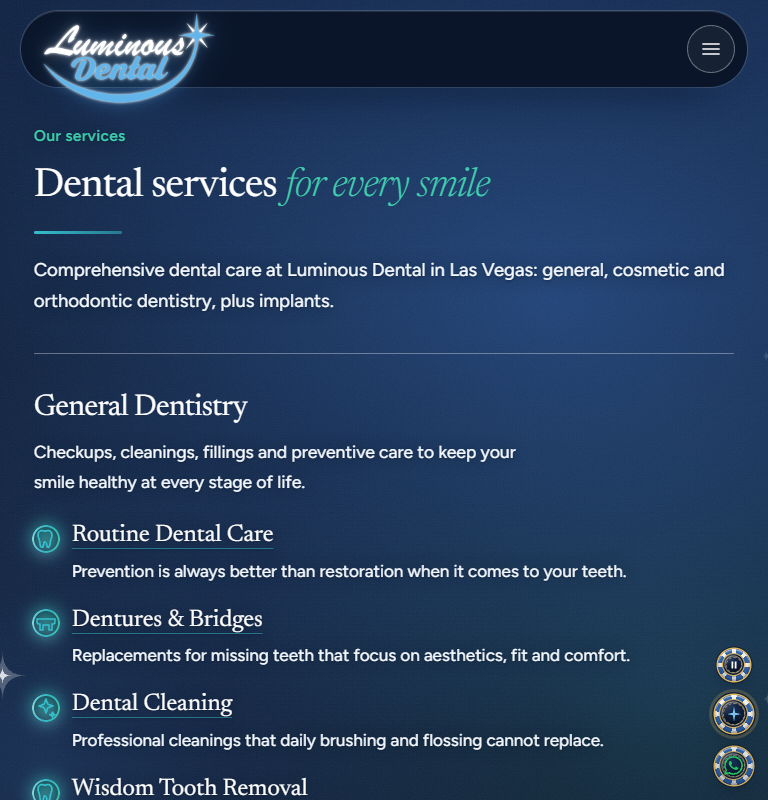 Luminous
Dental
Our services
Dental services for every smile
Comprehensive dental care at Luminous Dental in Las Vegas: general, cosmetic and
orthodontic dentistry, plus implants.
General Dentistry
Checkups, cleanings, fillings and preventive care to keep your
smile healthy at every stage of life.
Routine Dental Care
Prevention is always better than restoration when it comes to your teeth.
Dentures & Bridges
Replacements for missing teeth that focus on aesthetics, fit and comfort.
Dental Cleaning
Professional cleanings that daily brushing and flossing cannot replace.
Wisdom Tooth Removal